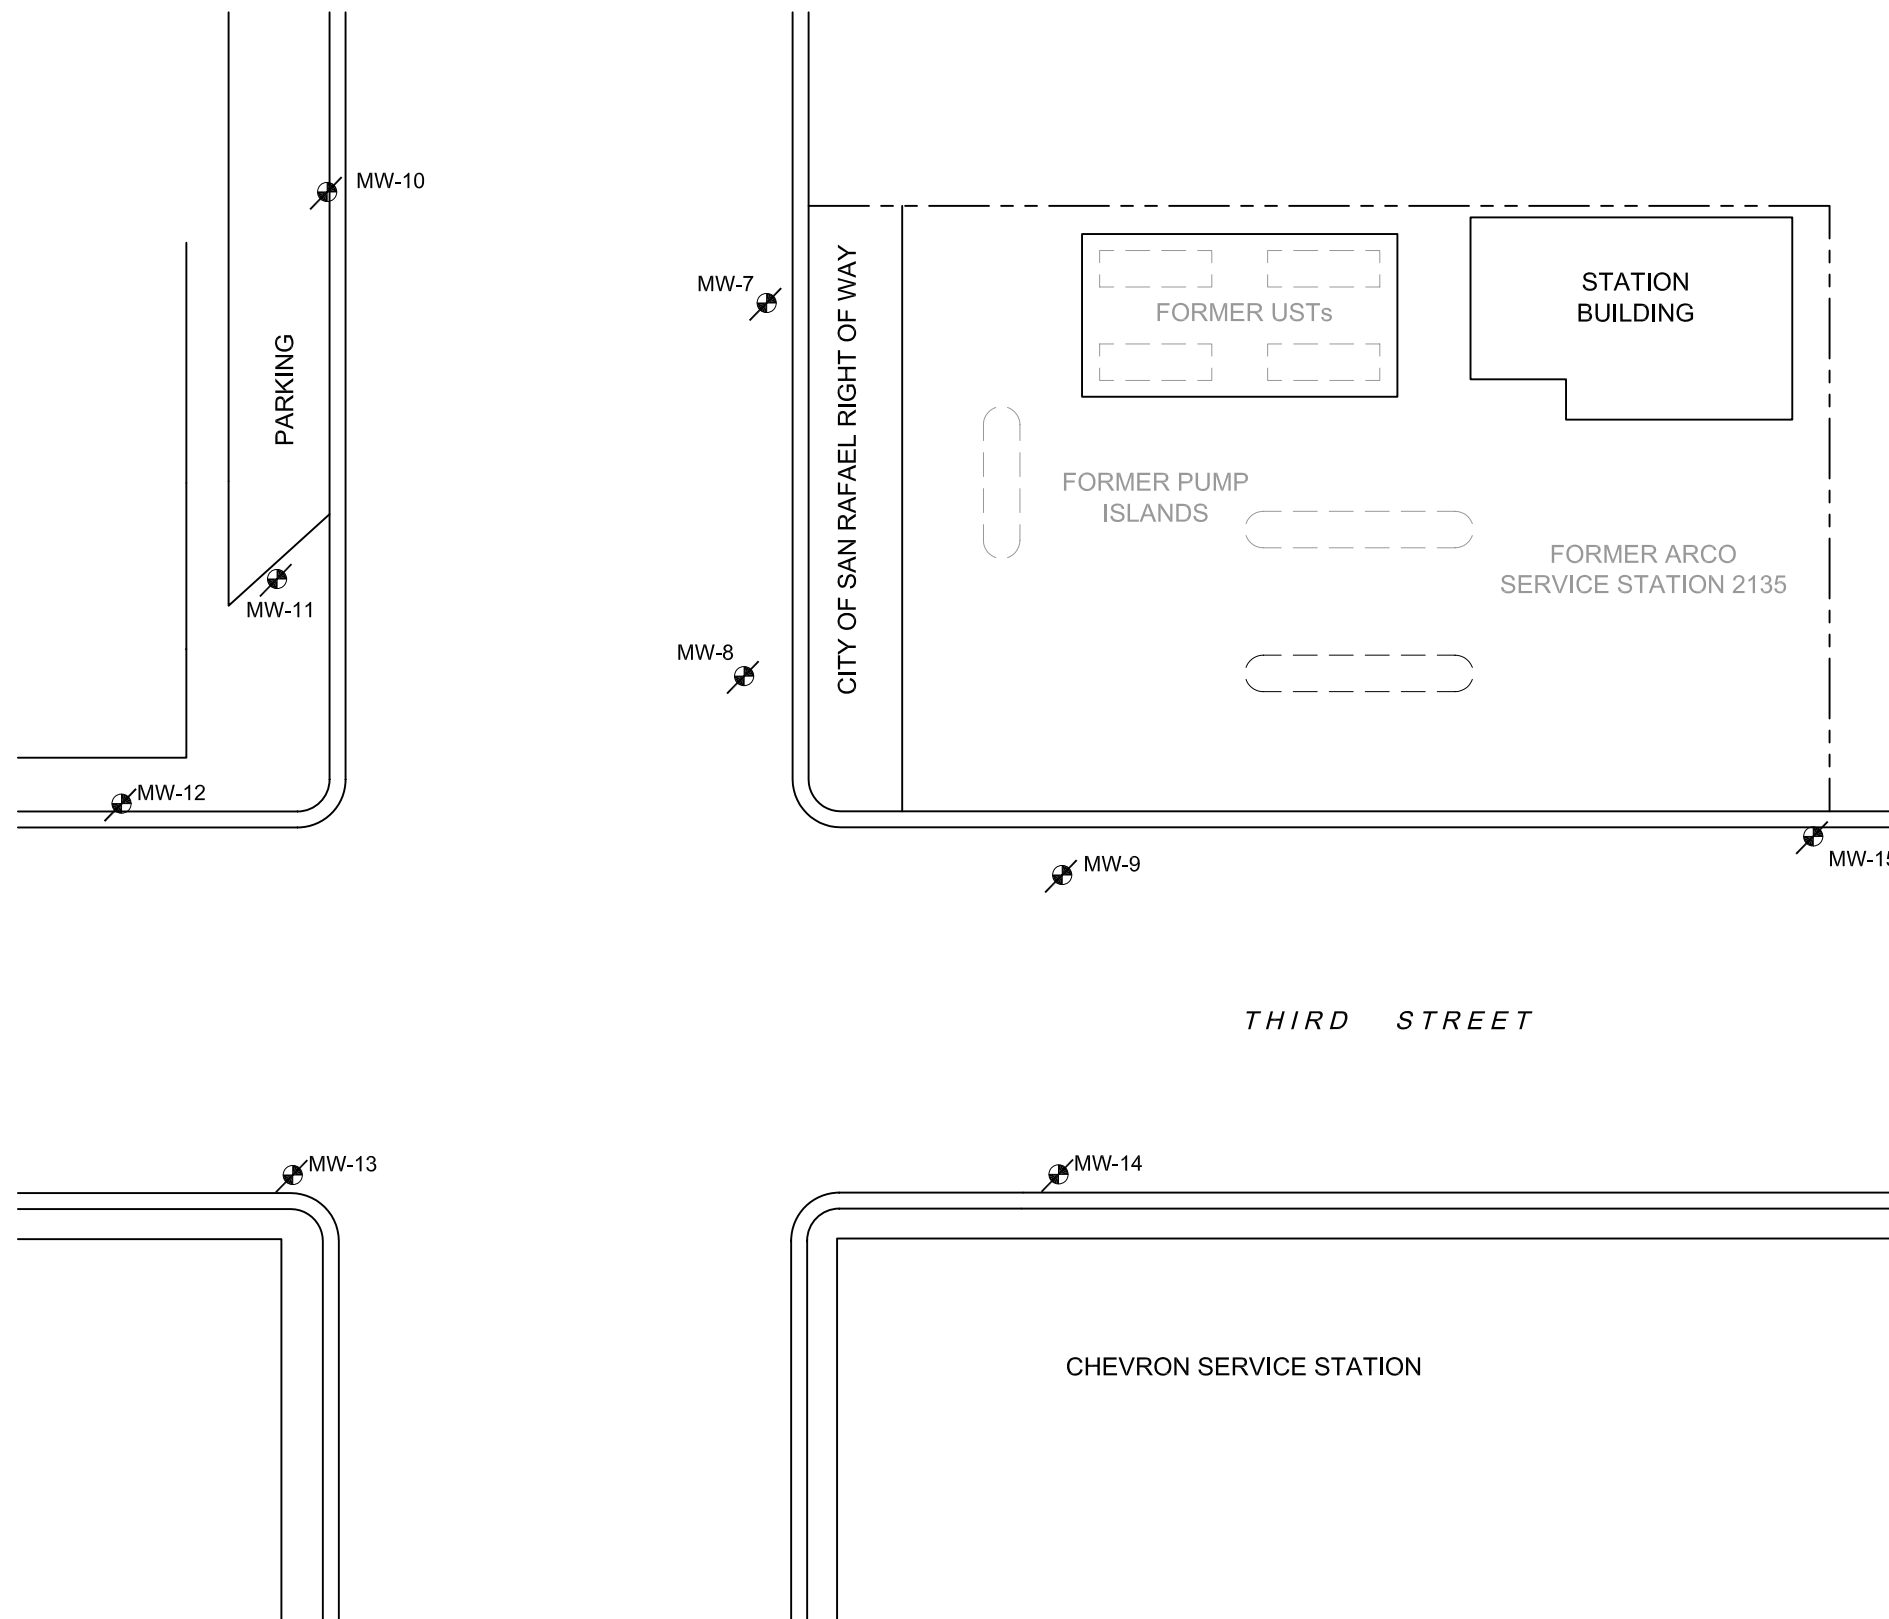 MW-10
MW-7
CITY OF SAN RAFAEL RIGHT OF WAY
FORMER USTs
STATION
BUILDING
PARKING
FORMER PUMP
ISLANDS
FORMER ARCO
SERVICE STATION 2135
MW-11
MW-8
MW-12
MW-9
MW-15
THIRD STREET
MW-13
MW-14
CHEVRON SERVICE STATION